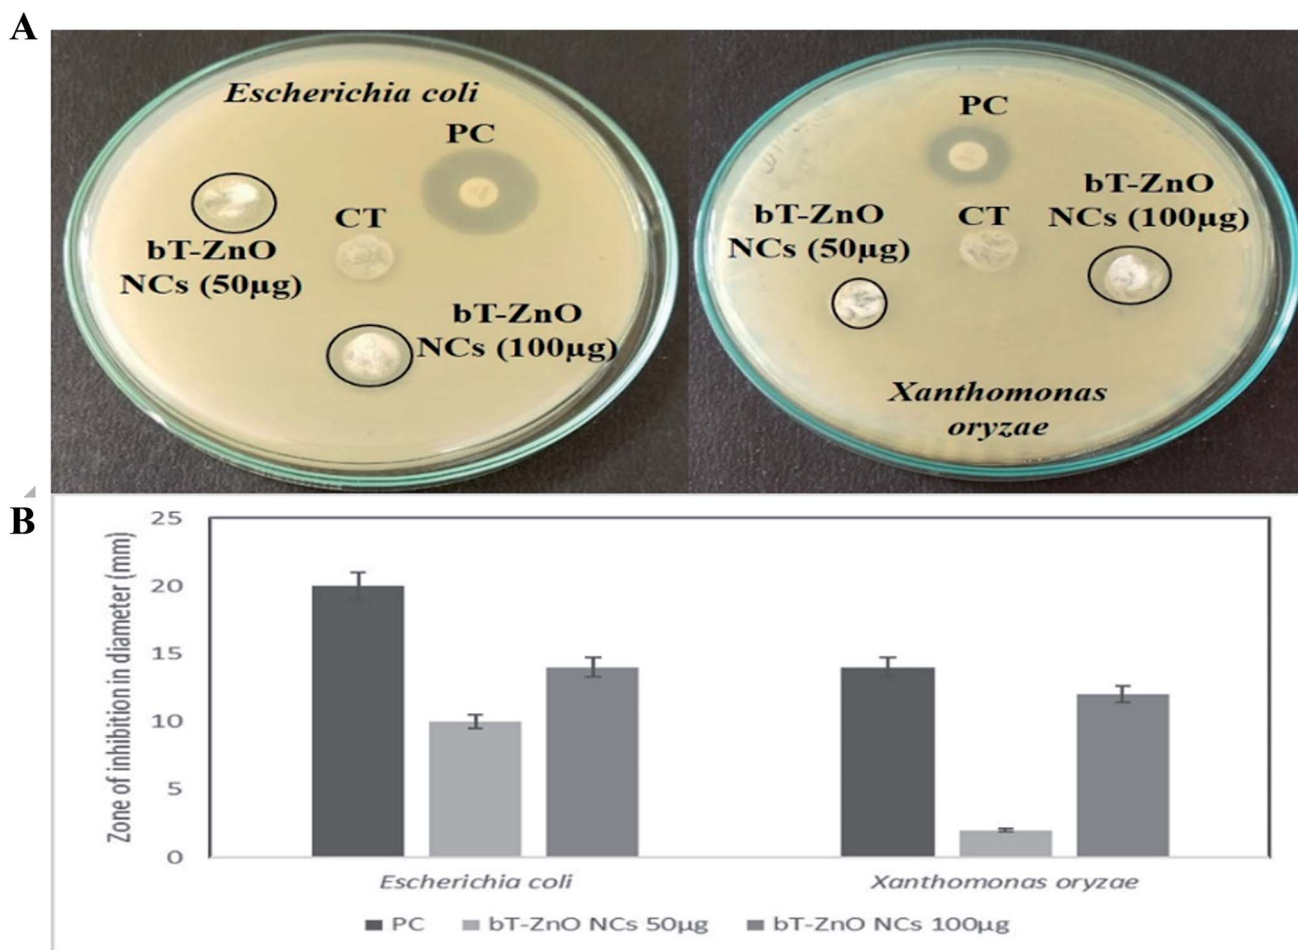 A
Escherichia coli
PC
bT-ZnO
NCs (50µg)
CT
bT-ZnO
NCs (100µg)
PC
bT-ZnO
NCs (50µg)
CT
bT-ZnO
NCs (100µg)
Xanthomonas
oryzae
B
Zone of inhibition in diameter (mm)
25
20
15
10
5
0
Escherichia coli
Xanthomonas oryzae
PC
bT-ZnO NCs 50µg
bT-ZnO NCs 100µg